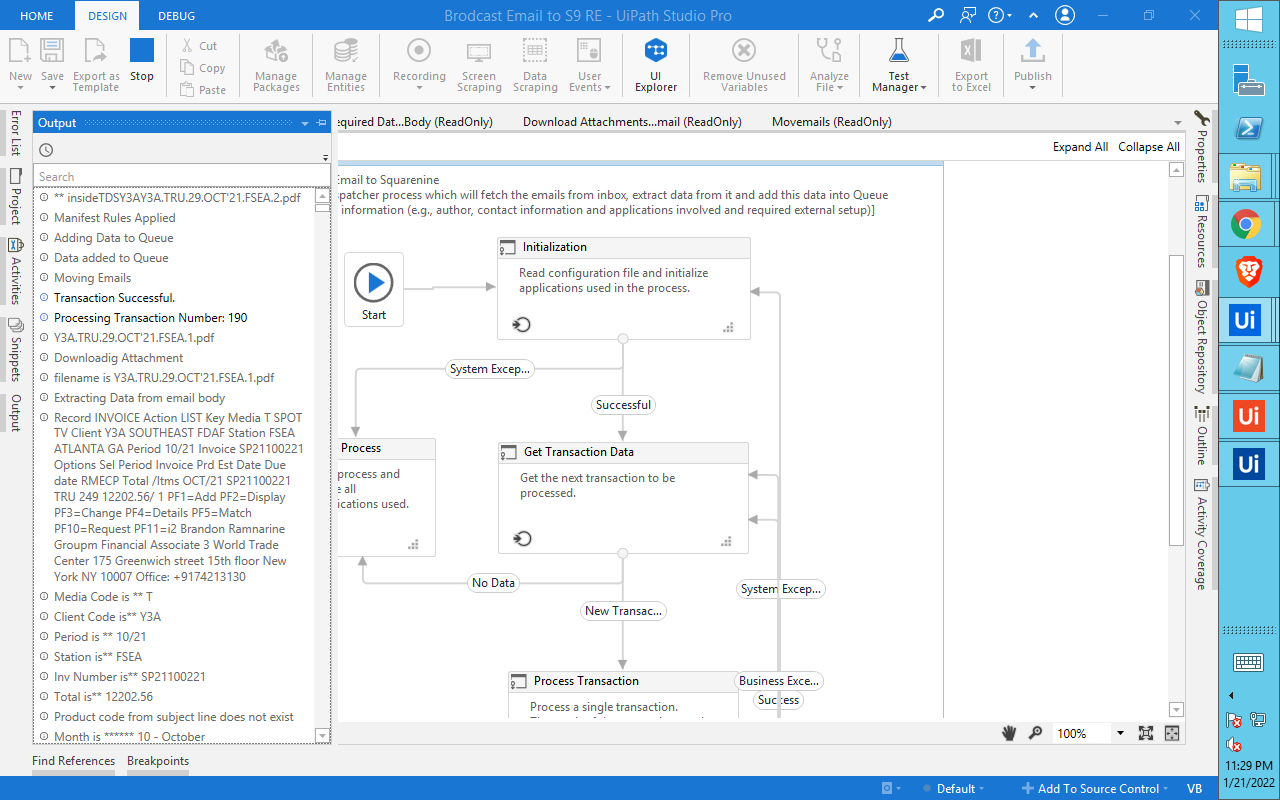 HOME DESIGN DEBUG Brodcast Email to S9 RE - UiPath Studio Pro
New Save Export as Template Stop
Cut
Copy
Paste
Manage Packages Manage Entities Recording Screen Scraping Data Scraping User Events UI Explorer Remove Unused Variables Analyze File Test Manager Export to Excel Publish
Error List
Project
Activities
Snippets
Output
Output
Search
** insideTDSY3AY3A.TRU.29.OCT'21.FSEA.2.pdf
Manifest Rules Applied
Adding Data to Queue
Data added to Queue
Moving Emails
Transaction Successful.
Processing Transaction Number: 190
Y3A.TRU.29.OCT'21.FSEA.1.pdf
Downloadig Attachment
filename is Y3A.TRU.29.OCT'21.FSEA.1.pdf
Extracting Data from email body
Record INVOICE Action LIST Key Media T SPOT
TV Client Y3A SOUTHEAST FDAF Station FSEA
ATLANTA GA Period 10/21 Invoice SP21100221
Options Sel Period Invoice Prd Est Date Due
date RMECP Total /Itms OCT/21 SP21100221
TRU 249 12202.56/ 1 PF1=Add PF2=Display
PF3=Change PF4=Details PF5=Match
PF10=Request PF11=i2 Brandon Ramnarine
Groupm Financial Associate 3 World Trade
Center 175 Greenwich street 15th floor New
York NY 10007 Office: +9174213130
Media Code is ** T
Client Code is** Y3A
Period is ** 10/21
Station is** FSEA
Inv Number is** SP21100221
Total is** 12202.56
Product code from subject line does not exist
Month is ****** 10 - October
Find References Breakpoints
equired Dat...Body (ReadOnly) Download Attachments...mail (ReadOnly) Movemails (ReadOnly)
Expand All Collapse All
Email to Squarenine
patcher process which will fetch the emails from inbox, extract data from it and add this data into Queue
information (e.g., author, contact information and applications involved and required external setup)]
Start
Initialization
Read configuration file and initialize
applications used in the process.
System Excep...
Successful
Process
process and
e all
ications used.
Get Transaction Data
Get the next transaction to be
processed.
No Data
System Excep...
New Transac...
Process Transaction
Process a single transaction.
Business Exce...
Success
100%
Properties
Resources
Object Repository
Outline
Activity Coverage
Default Add To Source Control VB
Ui
Ui
Ui
11:29 PM
1/21/2022